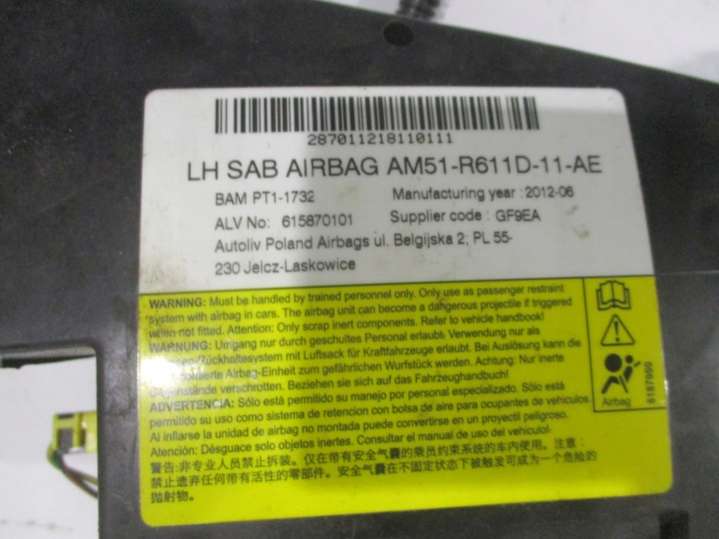 287011218110111
LH SAB AIRBAG AM51-R611D-11-AE
BAM PT1-1732 Manufacturing year : 2012-06
ALV No: 615870101 Supplier code : GF9EA
Autoliv Poland Airbags ul. Belgijska 2; PL 55-
230 Jelcz-Laskowice
WARNING: Must be handled by trained personnel only. Only use as passenger restraint
system with airbag in cars. The airbag unit can become a dangerous projectile if triggered
when not fitted. Attention: Only scrap inert components. Refer to vehicle handbook!
WARNUNG: Umgang nur durch geschultes Personal erlaubt. Verwendung nur als
Rückhaltesystem mit Luftsack für Kraftfahrzeuge erlaubt. Bei Auslösung kann die
Airbag-Einheit zum gefährlichen Wurfstück werden. Achtung: Nur inerte
verschrotten. Beziehen sie sich auf das Fahrzeughandbuch!
ADVERTENCIA: Sólo está permitido su manejo por personal especializado. Sólo está
permitido su uso como sistema de retencion con bolsa de aire para ocupantes de vehiculos.
Al inflarse la unidad de airbag no montada puede convertirse en un proyectil peligroso.
Atención: Désguace solo objetos inertes. Consultar el manual de uso del vehiculo!
警告:非专业人员禁止拆装。仅在带有安全气囊的乘员约束系统的车内使用。注意:
禁止遗弃任何带有活性的零部件。安全气囊在不固定状态下被触发可成为一个危险的
抛射物。
Airbag
6187950